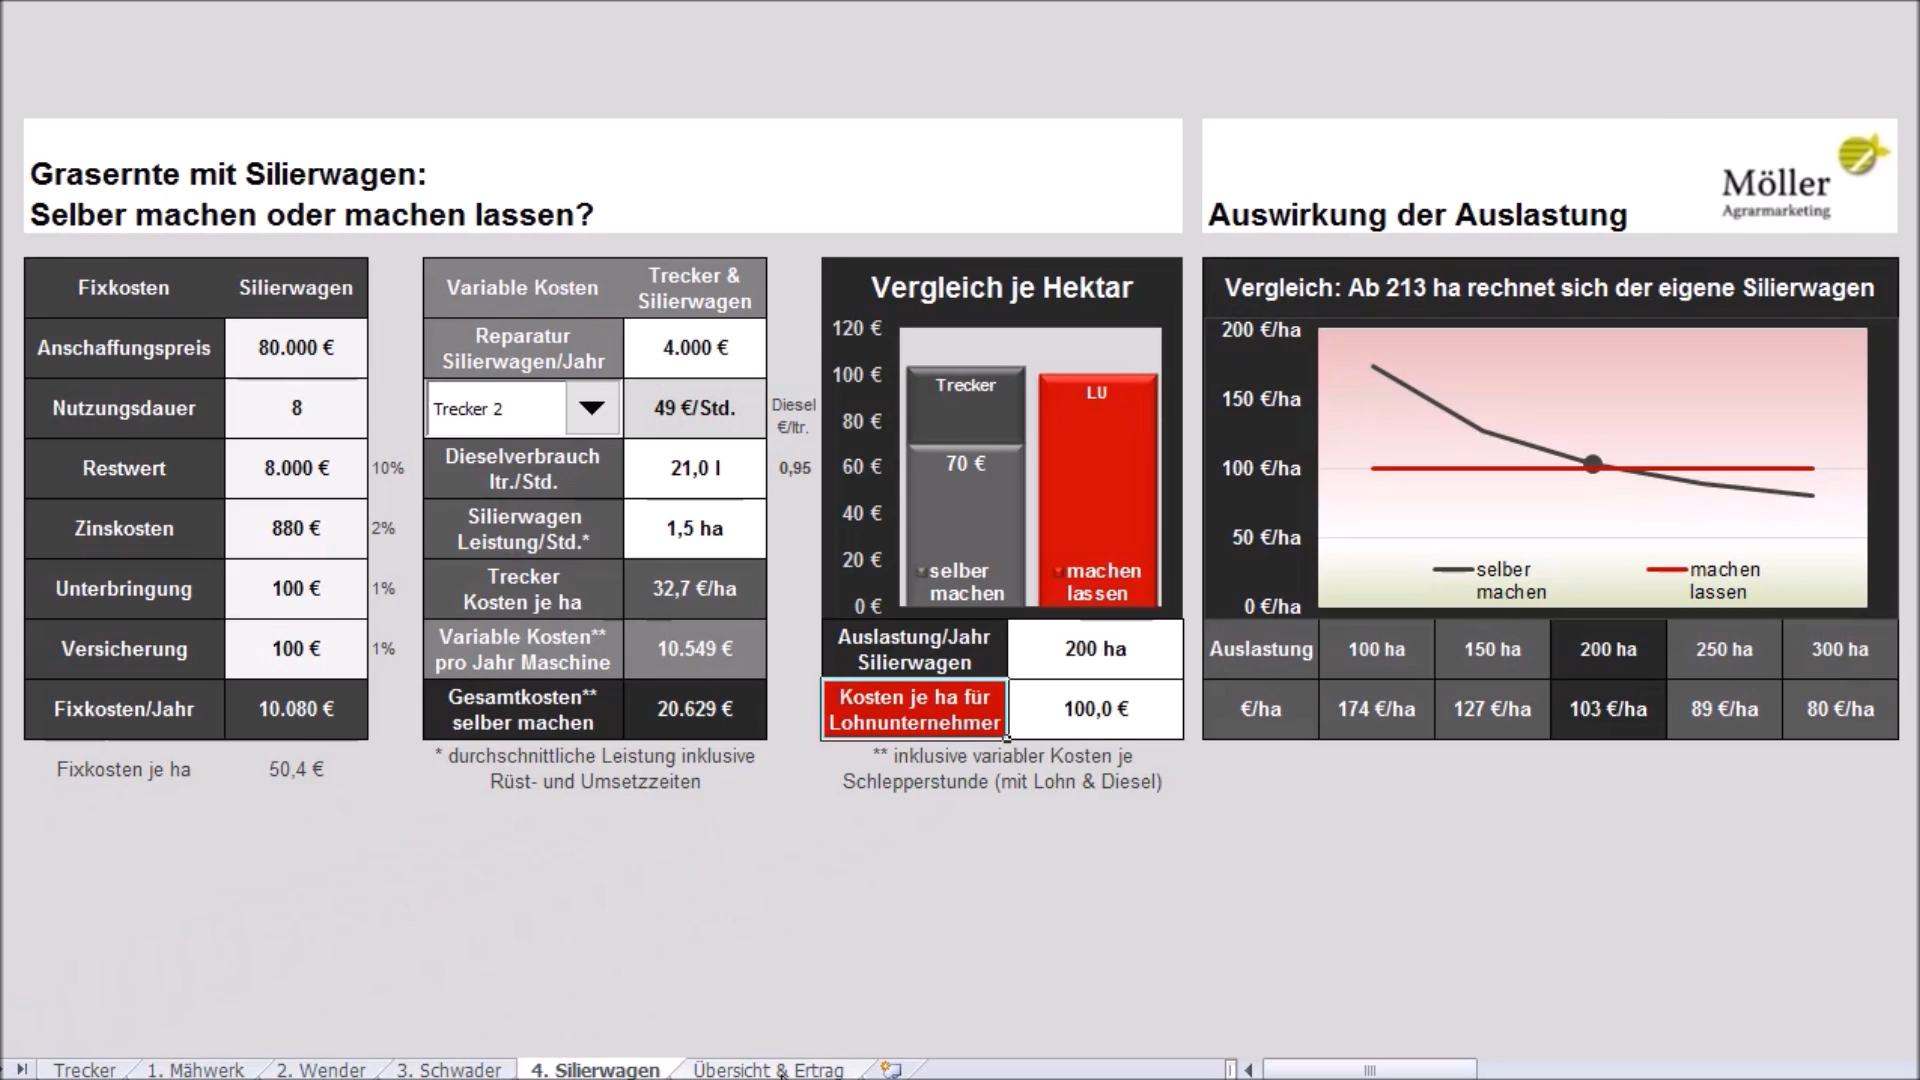 Grasernte mit Silierwagen:
Selber machen oder machen lassen?
Auswirkung der Auslastung
Möller
Agrarmarketing
Fixkosten Silierwagen
Anschaffungspreis 80.000 €
Nutzungsdauer 8
Restwert 8.000 € 10%
Zinskosten 880 € 2%
Unterbringung 100 € 1%
Versicherung 100 € 1%
Fixkosten/Jahr 10.080 €
Fixkosten je ha 50,4 €
Variable Kosten Trecker &
Silierwagen
Reparatur
Silierwagen/Jahr 4.000 €
Trecker 2 49 €/Std. Diesel
€/ltr.
Dieselverbrauch
ltr./Std. 21,0 l 0,95
Silierwagen
Leistung/Std.* 1,5 ha
Trecker
Kosten je ha 32,7 €/ha
Variable Kosten**
pro Jahr Maschine 10.549 €
Gesamtkosten**
selber machen 20.629 €
* durchschnittliche Leistung inklusive
Rüst- und Umsetzzeiten
Vergleich je Hektar
120 €
100 €
80 €
60 €
40 €
20 €
0 €
Trecker
70 €
selber
machen
LU
machen
lassen
Auslastung/Jahr
Silierwagen 200 ha
Kosten je ha für
Lohnunternehmer 100,0 €
** inklusive variabler Kosten je
Schlepperstunde (mit Lohn & Diesel)
Vergleich: Ab 213 ha rechnet sich der eigene Silierwagen
200 €/ha
150 €/ha
100 €/ha
50 €/ha
0 €/ha
selber
machen
machen
lassen
Auslastung 100 ha 150 ha 200 ha 250 ha 300 ha
€/ha 174 €/ha 127 €/ha 103 €/ha 89 €/ha 80 €/ha
Trecker 1. Mähwerk 2. Wender 3. Schwader 4. Silierwagen Übersicht & Ertrag